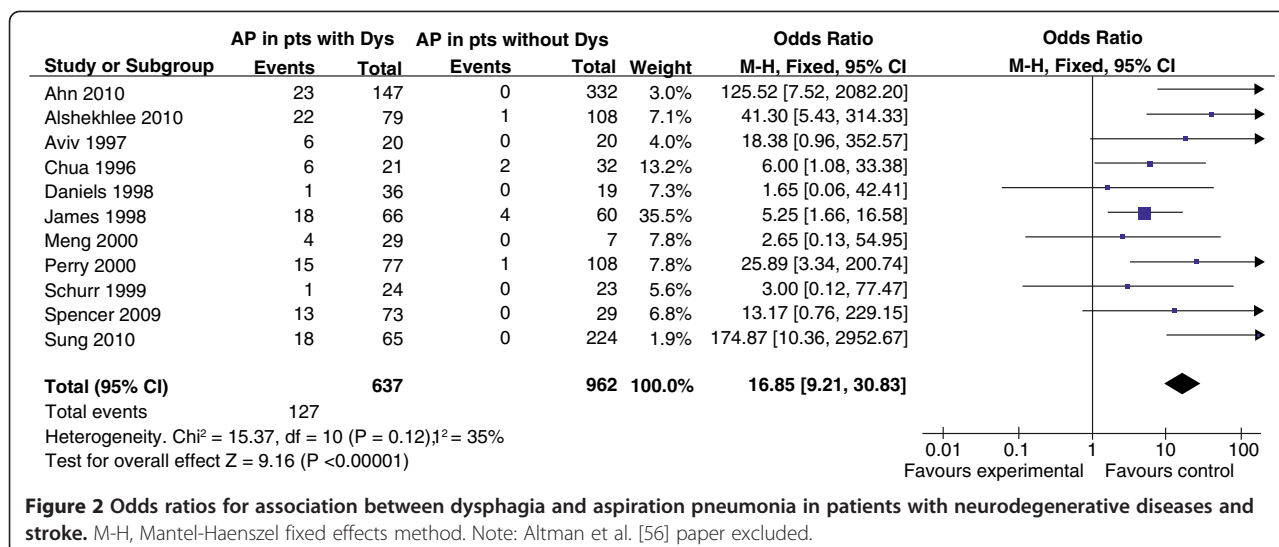 AP in pts with Dys AP in pts without Dys Odds Ratio Odds Ratio
Study or Subgroup Events Total Events Total Weight M-H, Fixed, 95% CI M-H, Fixed, 95% CI
Ahn 2010 23 147 0 332 3.0% 125.52 [7.52, 2082.20]
Alshekhlee 2010 22 79 1 108 7.1% 41.30 [5.43, 314.33]
Aviv 1997 6 20 0 20 4.0% 18.38 [0.96, 352.57]
Chua 1996 6 21 2 32 13.2% 6.00 [1.08, 33.38]
Daniels 1998 1 36 0 19 7.3% 1.65 [0.06, 42.41]
James 1998 18 66 4 60 35.5% 5.25 [1.66, 16.58]
Meng 2000 4 29 0 7 7.8% 2.65 [0.13, 54.95]
Perry 2000 15 77 1 108 7.8% 25.89 [3.34, 200.74]
Schurr 1999 1 24 0 23 5.6% 3.00 [0.12, 77.47]
Spencer 2009 13 73 0 29 6.8% 13.17 [0.76, 229.15]
Sung 2010 18 65 0 224 1.9% 174.87 [10.36, 2952.67]
Total (95% CI) 637 962 100.0% 16.85 [9.21, 30.83]
Total events 127
Heterogeneity. Chi² = 15.37, df = 10 (P = 0.12); I² = 35%
Test for overall effect Z = 9.16 (P <0.00001)
0.01 0.1 1 10 100
Favours experimental Favours control
Figure 2 Odds ratios for association between dysphagia and aspiration pneumonia in patients with neurodegenerative diseases and
stroke. M-H, Mantel-Haenszel fixed effects method. Note: Altman et al. [56] paper excluded.